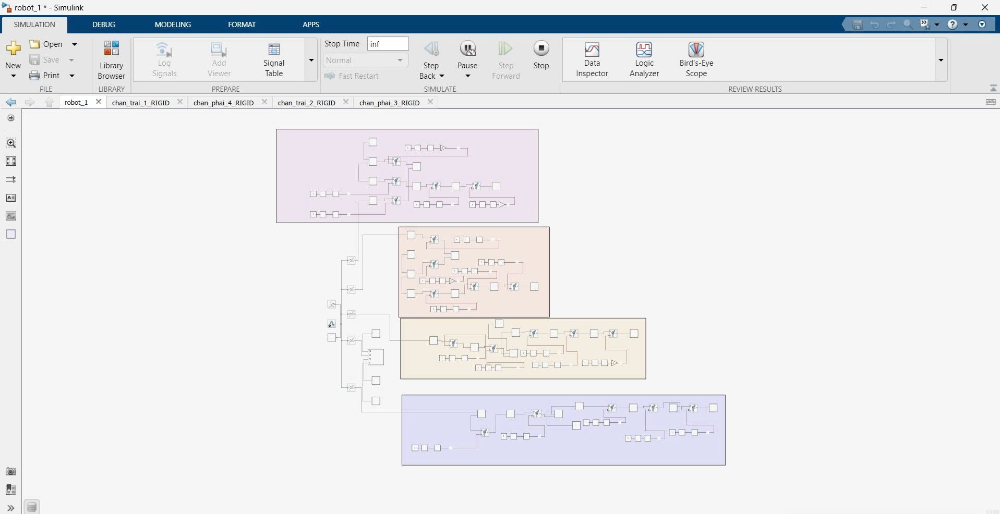 robot_1 * - Simulink
SIMULATION DEBUG MODELING FORMAT APPS
New
Open
Save
Print
FILE
Library
Browser
LIBRARY
Log
Signals
Add
Viewer
Signal
Table
PREPARE
Stop Time inf
Normal
Fast Restart
Step
Back
Pause
Step
Forward
Stop
SIMULATE
Data
Inspector
Logic
Analyzer
Bird's-Eye
Scope
REVIEW RESULTS
robot_1 chan_trai_1_RIGID chan_phai_4_RIGID chan_trai_2_RIGID chan_phai_3_RIGID